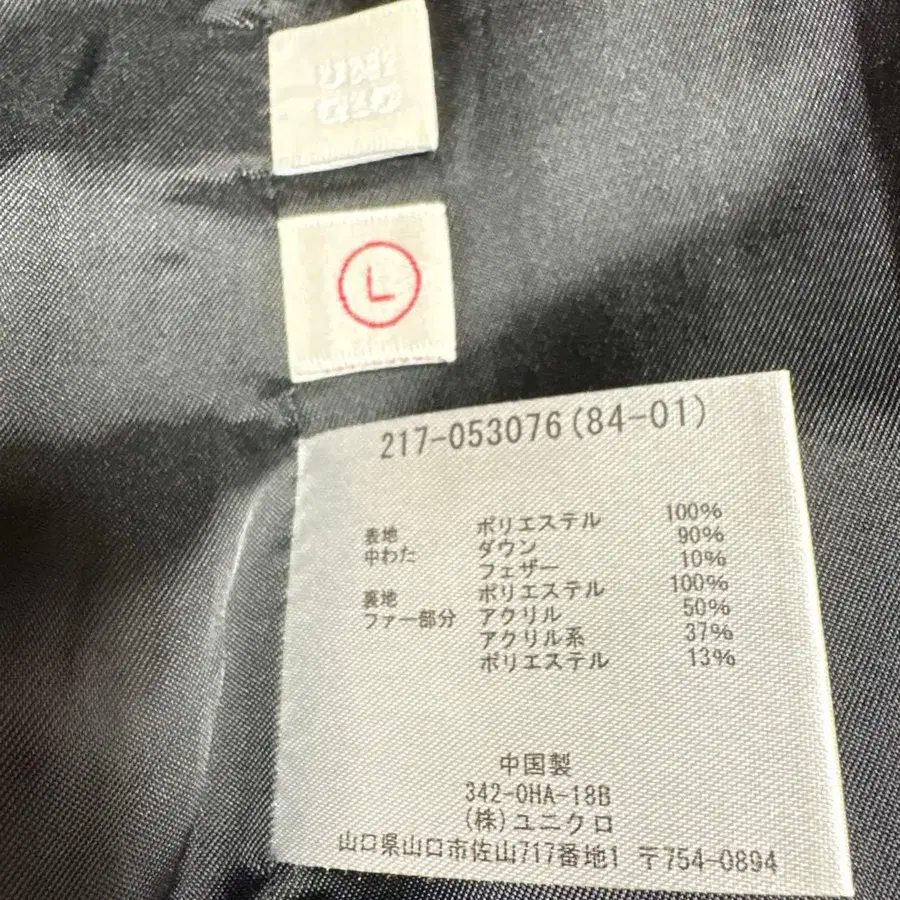 UNI
QLO
L
217-053076(84-01)
表地 ポリエステル 100%
中わた ダウン 90%
フェザー 10%
裏地 ポリエステル 100%
ファー部分 アクリル 50%
アクリル系 37%
ポリエステル 13%
中国製
342-OHA-18B
(株)ユニクロ
山口県山口市佐山717番地1 〒754-0894